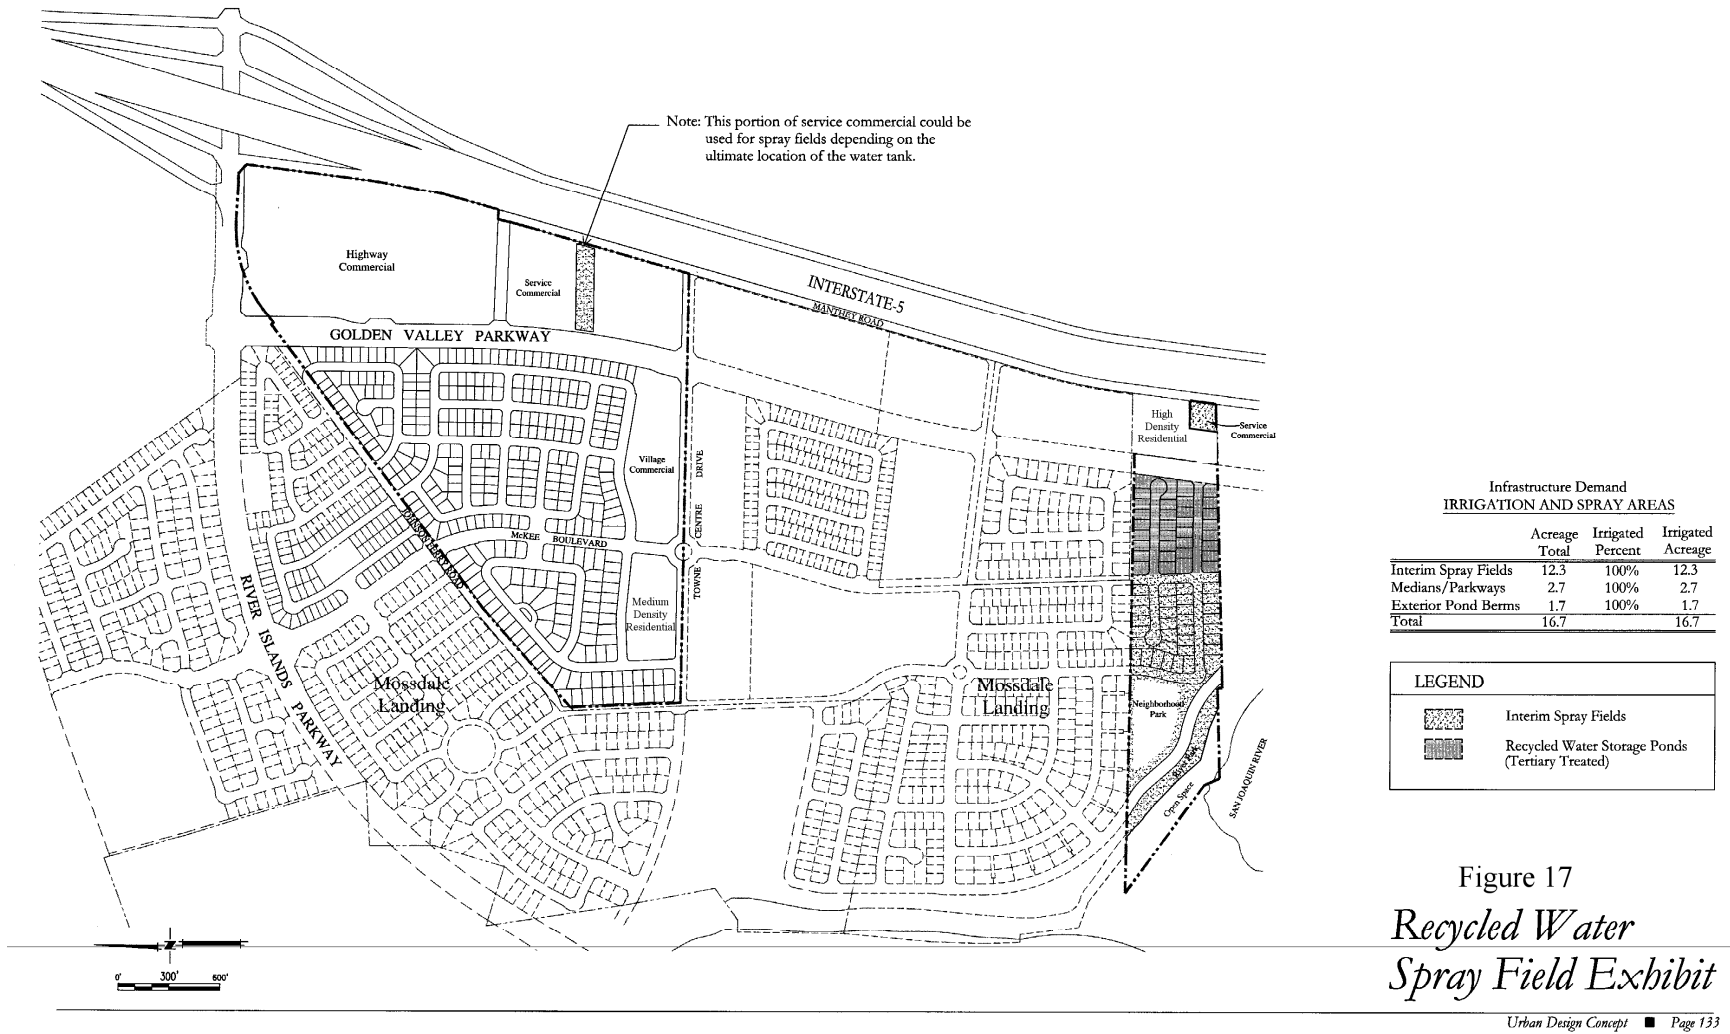 Note: This portion of service commercial could be
used for spray fields depending on the
ultimate location of the water tank.
Highway
Commercial
Service
Commercial
INTERSTATE-5
MANTHEY ROAD
GOLDEN VALLEY PARKWAY
High
Density
Residential
Service
Commercial
Village
Commercial
TOWNE CENTRE DRIVE
JOHNSON FERRY ROAD
McKEE BOULEVARD
Medium
Density
Residential
RIVER ISLANDS PARKWAY
Mossdale
Landing
Mossdale
Landing
Neighborhood
Park
River Park
Open Space
SAN JOAQUIN RIVER
Infrastructure Demand
IRRIGATION AND SPRAY AREAS
Acreage Irrigated Irrigated
Total Percent Acreage
Interim Spray Fields 12.3 100% 12.3
Medians/Parkways 2.7 100% 2.7
Exterior Pond Berms 1.7 100% 1.7
Total 16.7 16.7
LEGEND
Interim Spray Fields
Recycled Water Storage Ponds
(Tertiary Treated)
Z
0' 300' 600'
Figure 17
Recycled Water
Spray Field Exhibit
Urban Design Concept ■ Page 133